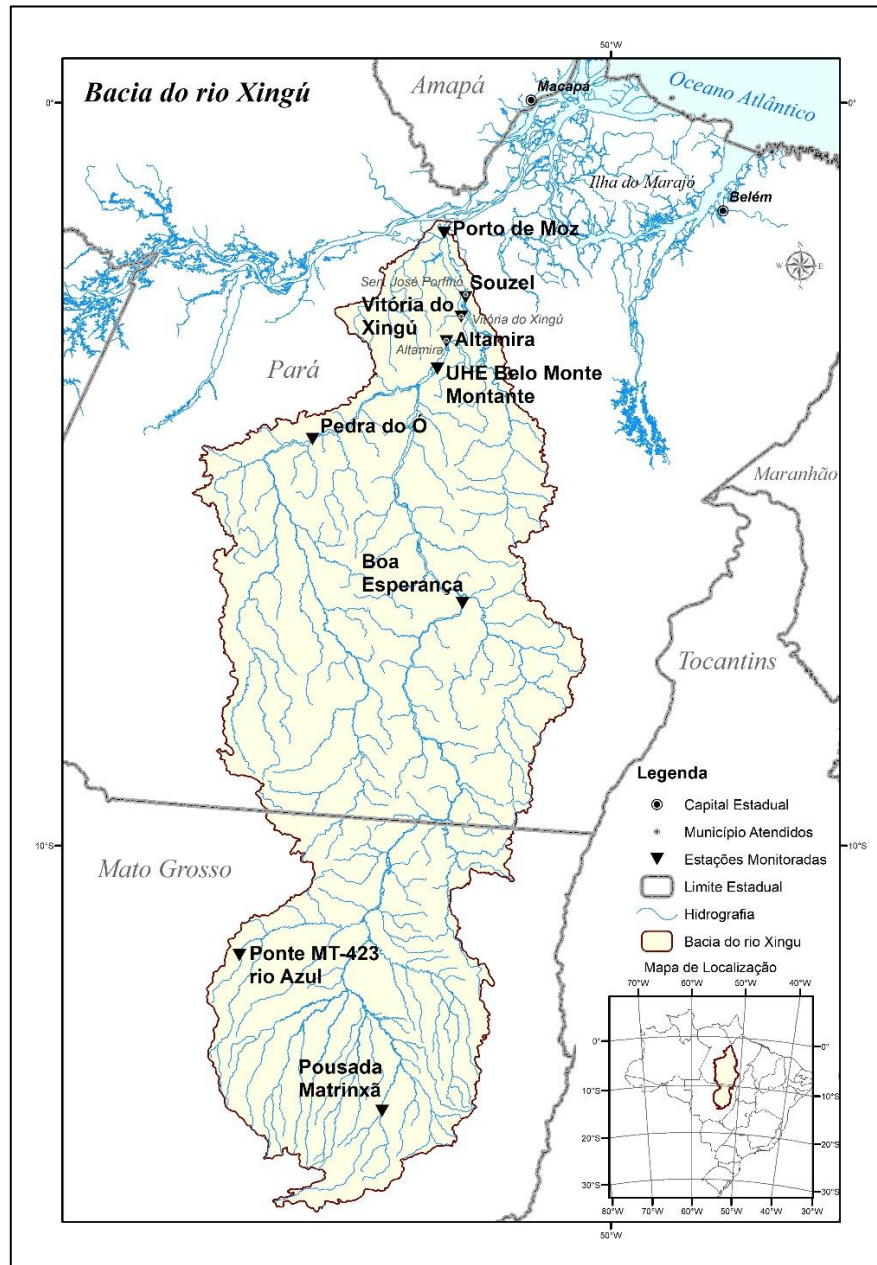 50°W
Bacia do rio Xingú
Amapá
Macapá
Oceano Atlântico
0°
0°
Ilha do Marajó
Belém
Porto de Moz
N
W
E
S
Sen. José Porfírio
Souzel
Vitória do
Xingú
Vitória do Xingú
Altamira
Altamira
Pará
UHE Belo Monte
Montante
Pedra do Ó
Maranhão
Boa
Esperança
Tocantins
Legenda
Capital Estadual
Município Atendidos
Estações Monitoradas
Limite Estadual
Hidrografia
Bacia do rio Xingu
10°S
10°S
Mato Grosso
Ponte MT-423
rio Azul
Pousada
Matrinxã
Mapa de Localização
70°W 60°W 50°W 40°W
0°
0°
10°S
10°S
20°S
20°S
30°S
30°S
80°W 70°W 60°W 50°W 40°W 30°W
50°W